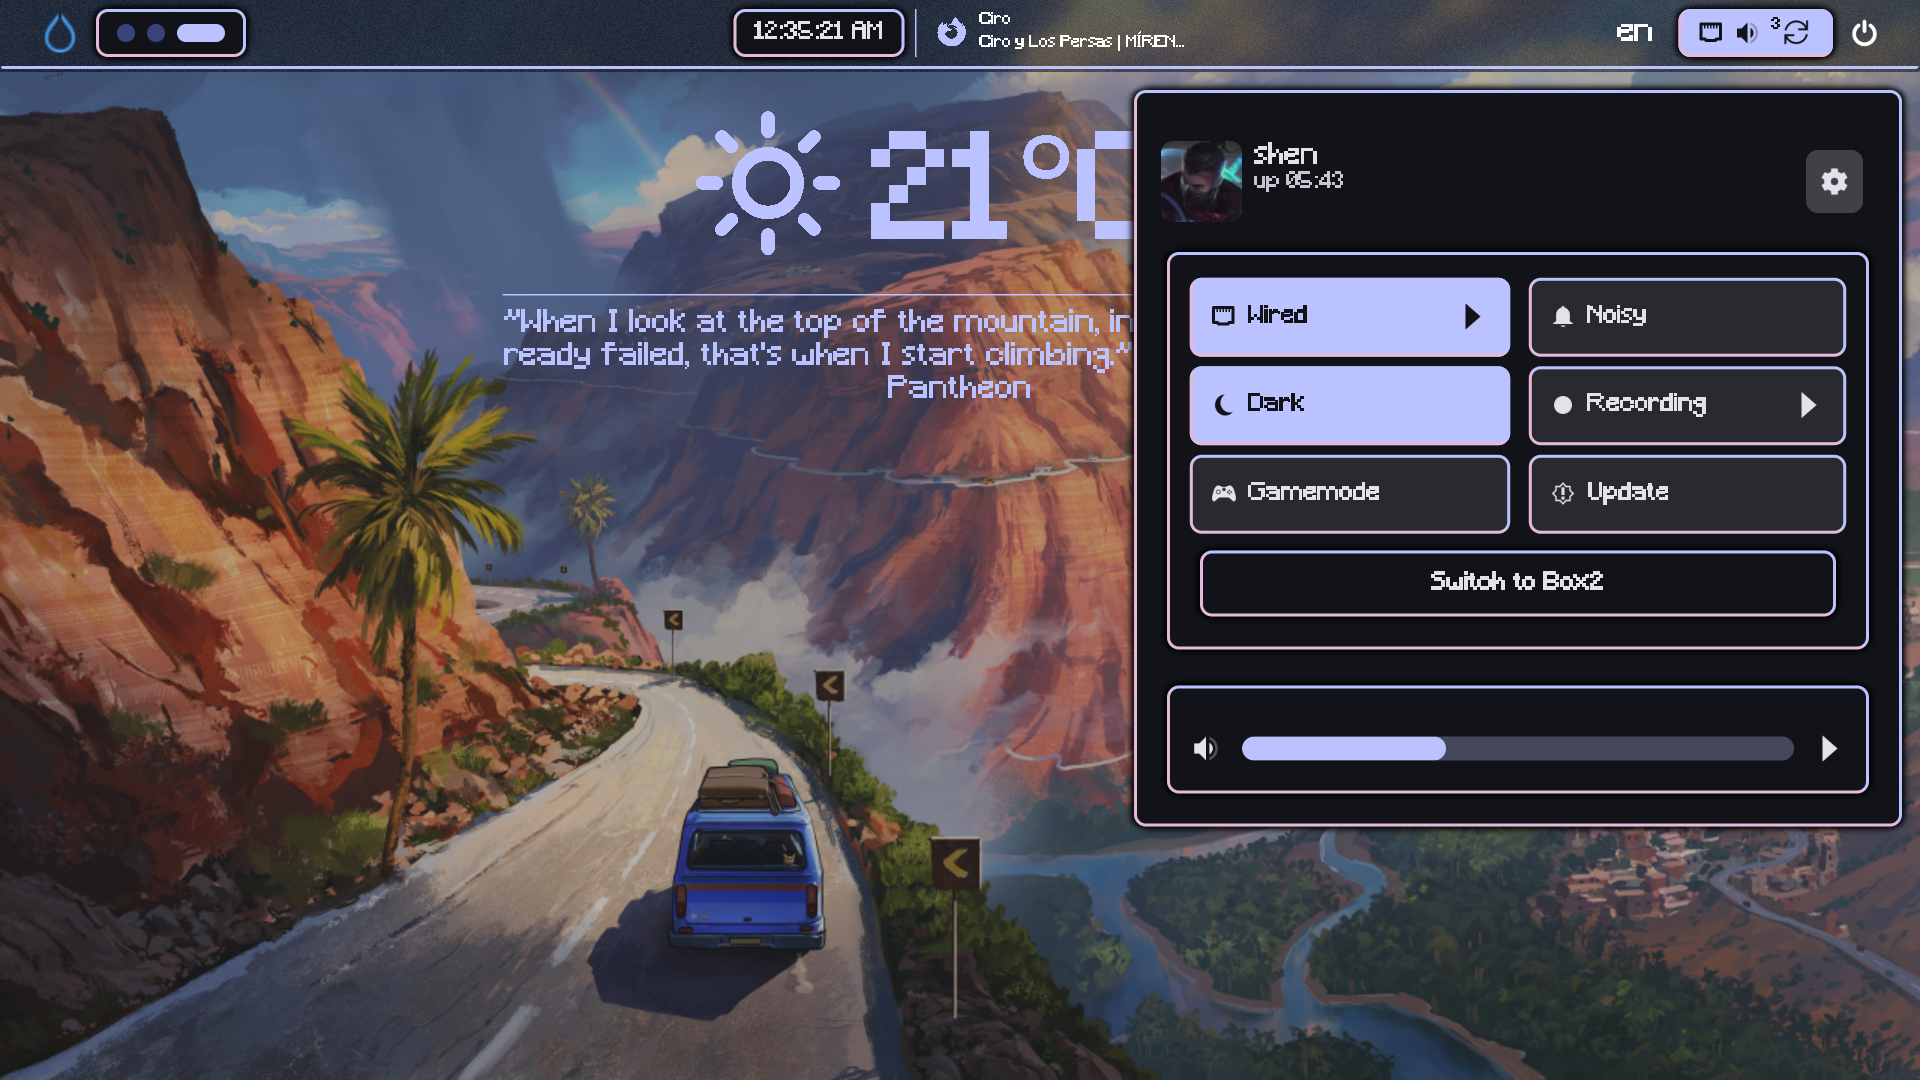 12:35:21 AM
Ciro
Ciro y Los Persas | MÍREN...
en
3
21°C
"When I look at the top of the mountain, in
ready failed, that's when I start climbing."
Pantheon
shen
up 05:43
Wired
Noisy
Dark
Recording
Gamemode
Update
Switch to Box2